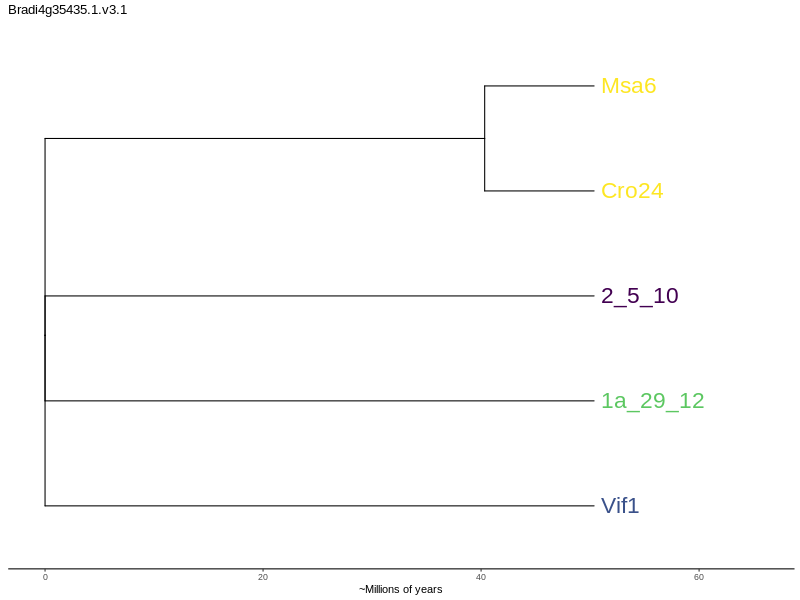 Bradi4g35435.1.v3.1
Msa6
Cro24
2_5_10
1a_29_12
Vif1
0 20 40 60
~Millions of years